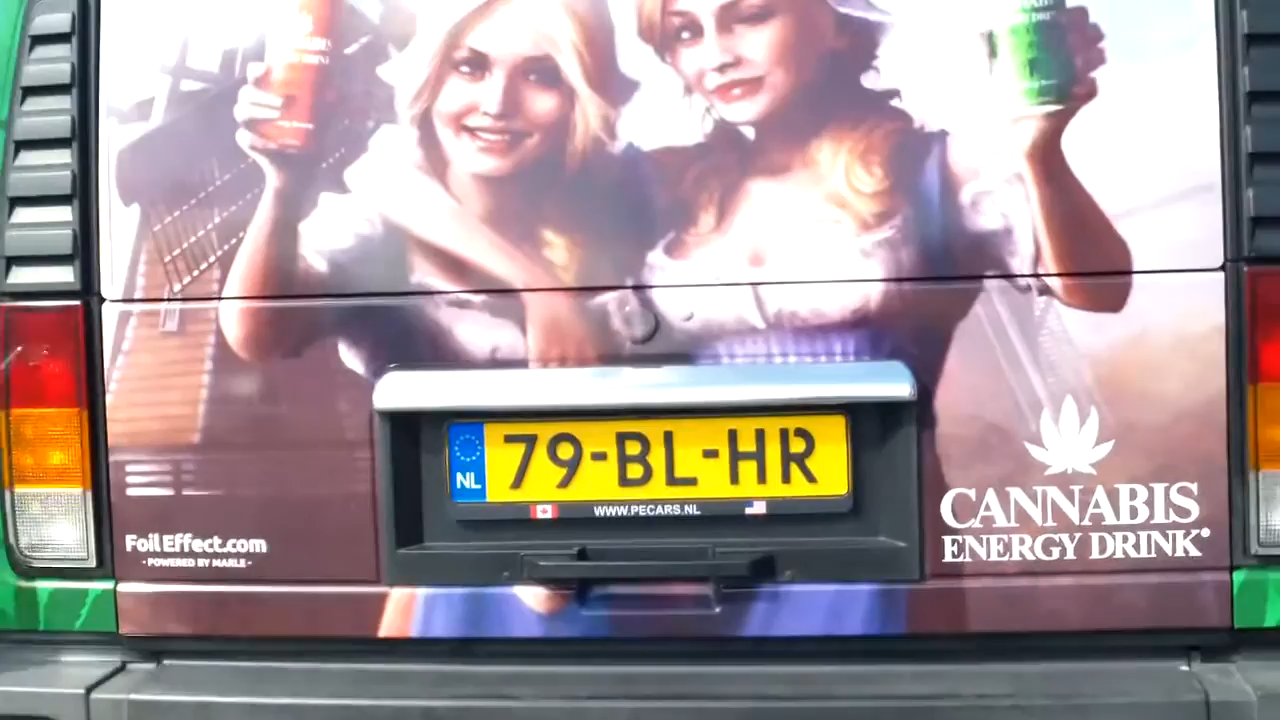 NL
79-BL-HR
WWW.PECARS.NL
FoilEffect.com
- POWERED BY MARLE -
CANNABIS
ENERGY DRINK